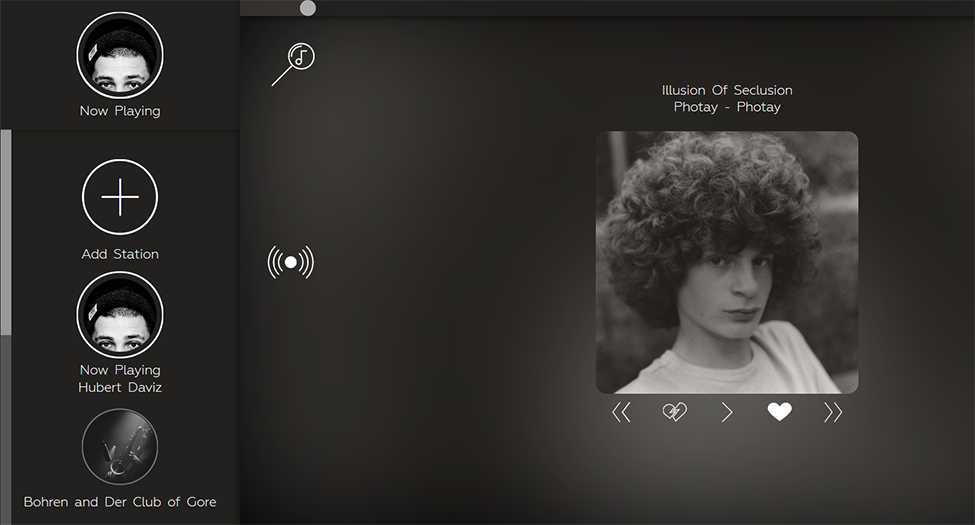 Now Playing
Add Station
Now Playing
Hubert Daviz
Bohren and Der Club of Gore
Illusion Of Seclusion
Photay - Photay